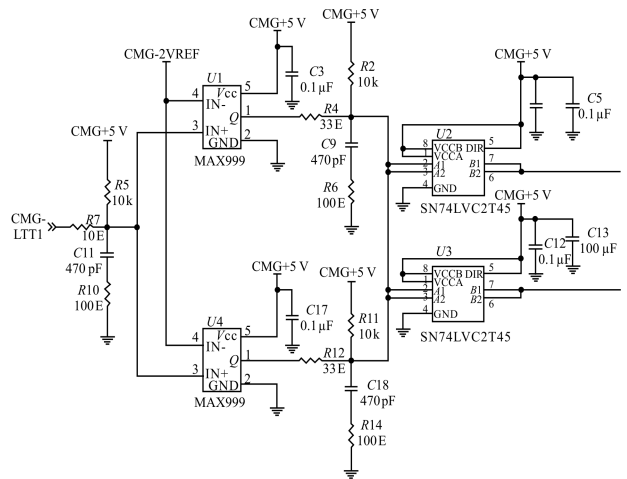 CMG+5 V
CMG+5 V
CMG-2VREF
C3
0.1 μF
R2
10k
CMG+5 V
U1
4
IN-
Vcc
5
Q
1
3
IN+
GND
2
MAX999
R4
33E
C9
470 pF
R6
100E
C5
0.1 μF
U2
8
VCCB
DIR
5
1
VCCA
2
A1
B1
7
3
A2
B2
6
4
GND
SN74LVC2T45
CMG+5 V
R5
10k
CMG-
LTT1
R7
10E
C11
470 pF
R10
100E
CMG+5 V
C12
0.1 μF
C13
100 μF
U3
8
VCCB
DIR
5
1
VCCA
2
A1
B1
7
3
A2
B2
6
4
GND
SN74LVC2T45
CMG+5 V
C17
0.1 μF
CMG+5 V
R11
10k
U4
4
IN-
Vcc
5
Q
1
3
IN+
GND
2
MAX999
R12
33E
C18
470 pF
R14
100E